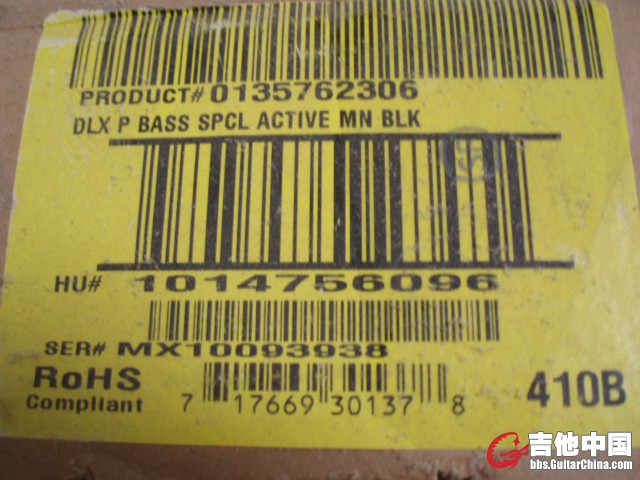 PRODUCT# 0135762306
DLX P BASS SPCL ACTIVE MN BLK
HU# 1014756096
SER# MX10093938
RoHS
Compliant
7 17669 30137 8
410B
吉他中国
bbs.GuitarChina.com